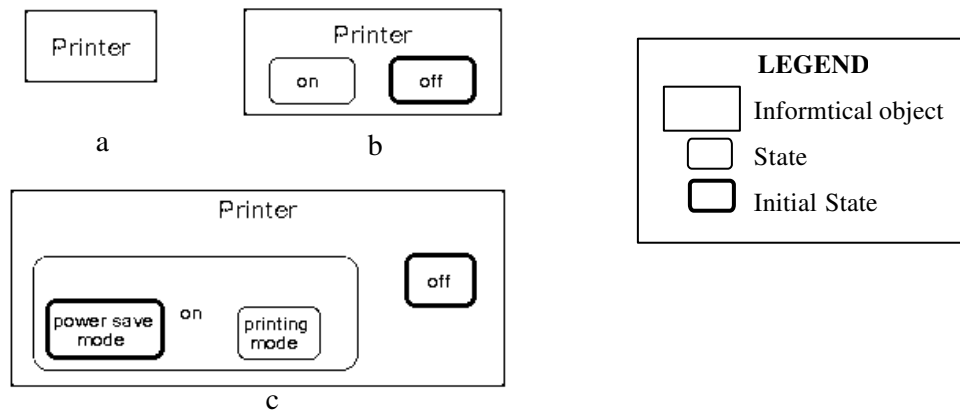 Printer
a
Printer
on
off
b
Printer
power save
mode
on
printing
mode
off
c
LEGEND
Informtical object
State
Initial State